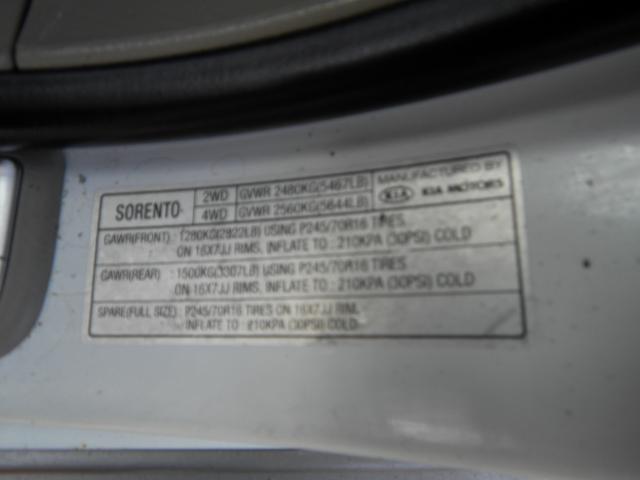 SORENTO
2WD GVWR 2480KG(5467LB)
4WD GVWR 2560KG(5644LB)
MANUFACTURED BY
KIA KIA MOTORS
GAWR(FRONT) : 1280KG(2822LB) USING P245/70R16 TIRES
ON 16X7JJ RIMS, INFLATE TO : 210KPA (30PSI) COLD
GAWR(REAR) : 1500KG(3307LB) USING P245/70R16 TIRES
ON 16X7JJ RIMS, INFLATE TO : 210KPA (30PSI) COLD
SPARE(FULL SIZE) : P245/70R16 TIRES ON 16X7JJ RIM,
INFLATE TO : 210KPA (30PSI) COLD